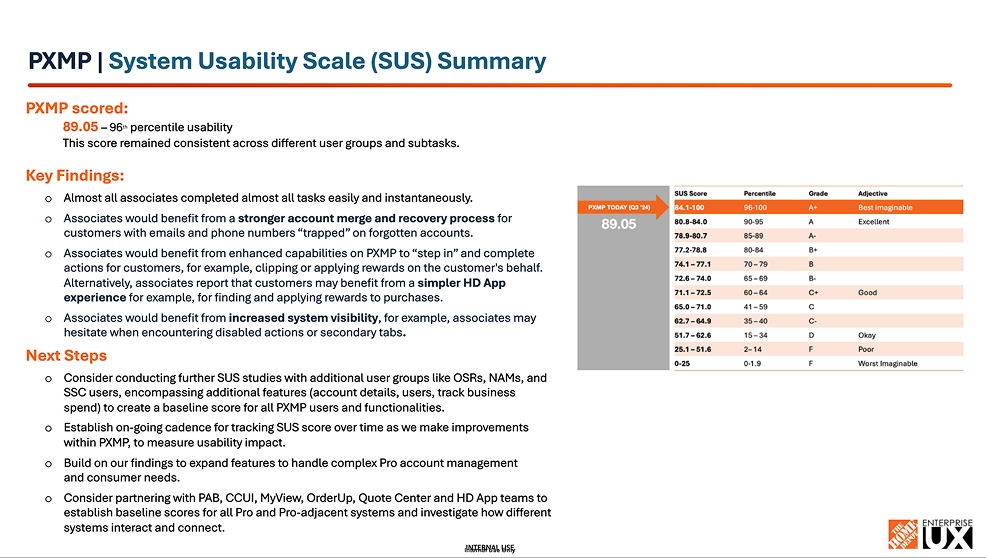 PXMP | System Usability Scale (SUS) Summary
PXMP scored:
89.05 – 96th percentile usability
This score remained consistent across different user groups and subtasks.
Key Findings:
o Almost all associates completed almost all tasks easily and instantaneously.
o Associates would benefit from a stronger account merge and recovery process for
customers with emails and phone numbers “trapped” on forgotten accounts.
o Associates would benefit from enhanced capabilities on PXMP to “step in” and complete
actions for customers, for example, clipping or applying rewards on the customer's behalf.
Alternatively, associates report that customers may benefit from a simpler HD App
experience for example, for finding and applying rewards to purchases.
o Associates would benefit from increased system visibility, for example, associates may
hesitate when encountering disabled actions or secondary tabs.
Next Steps
o Consider conducting further SUS studies with additional user groups like OSRs, NAMs, and
SSC users, encompassing additional features (account details, users, track business
spend) to create a baseline score for all PXMP users and functionalities.
o Establish on-going cadence for tracking SUS score over time as we make improvements
within PXMP, to measure usability impact.
o Build on our findings to expand features to handle complex Pro account management
and consumer needs.
o Consider partnering with PAB, CCUI, MyView, OrderUp, Quote Center and HD App teams to
establish baseline scores for all Pro and Pro-adjacent systems and investigate how different
systems interact and connect.
PXMP TODAY (Q3 '24)
89.05
SUS Score Percentile Grade Adjective
84.1-100 96-100 A+ Best Imaginable
80.8-84.0 90-95 A Excellent
78.9-80.7 85-89 A-
77.2-78.8 80-84 B+
74.1 – 77.1 70 – 79 B
72.6 – 74.0 65 – 69 B-
71.1 – 72.5 60 – 64 C+ Good
65.0 – 71.0 41 – 59 C
62.7 – 64.9 35 – 40 C-
51.7 – 62.6 15 – 34 D Okay
25.1 – 51.6 2 – 14 F Poor
0-25 0-1.9 F Worst Imaginable
INTERNAL USE
Internal Use Only
THE HOME DEPOT
ENTERPRISE
UX